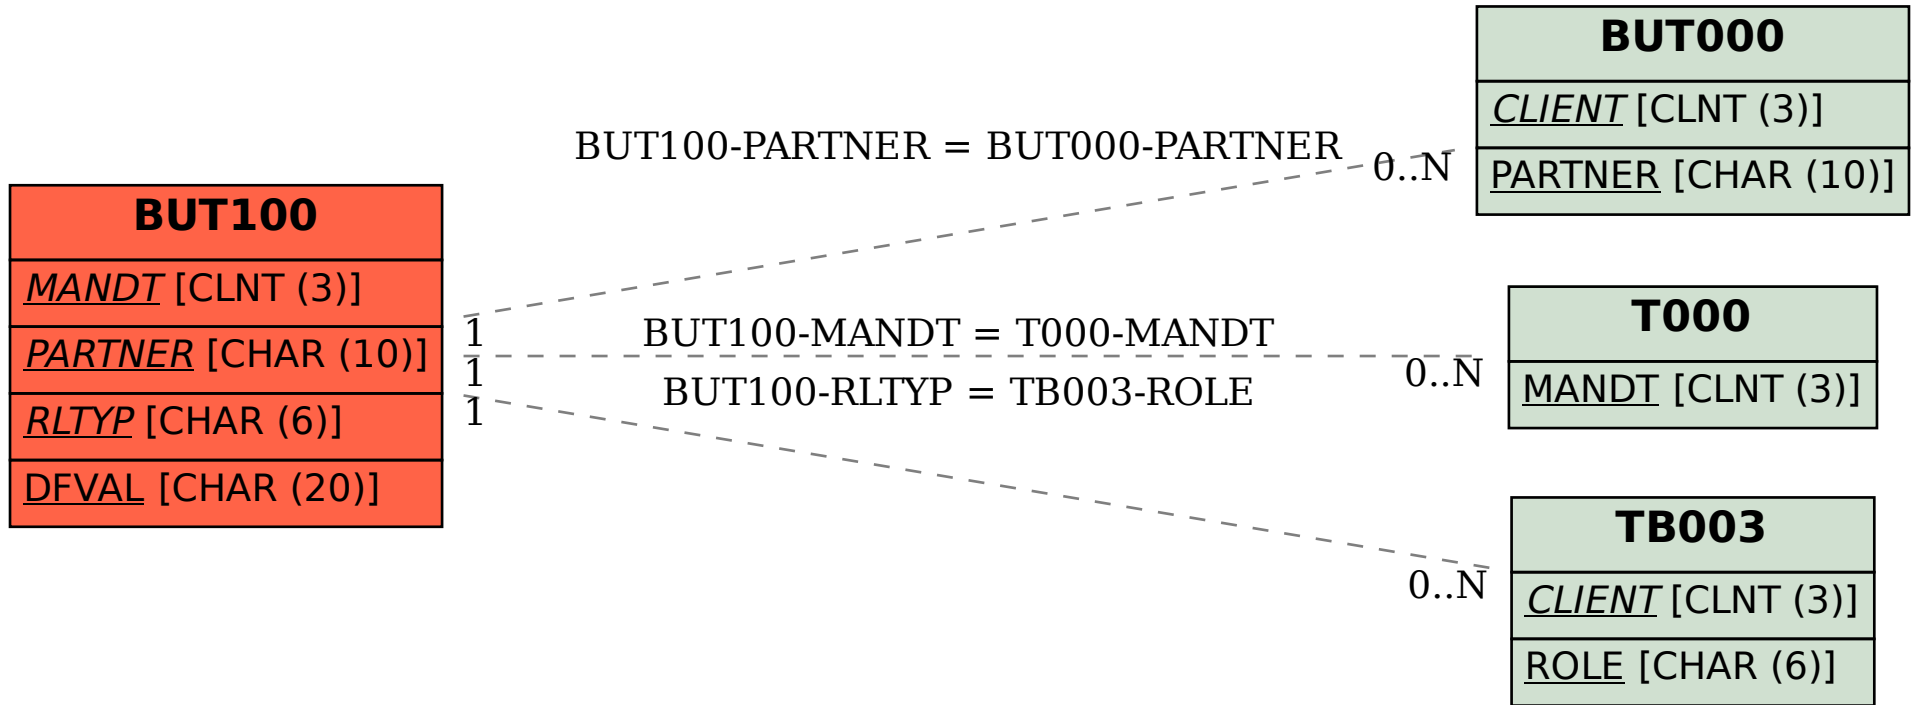 BUT100
MANDT [CLNT (3)]
PARTNER [CHAR (10)]
RLTYP [CHAR (6)]
DFVAL [CHAR (20)]
BUT100-PARTNER = BUT000-PARTNER
1
0..N
BUT100-MANDT = T000-MANDT
1
0..N
BUT100-RLTYP = TB003-ROLE
1
0..N
BUT000
CLIENT [CLNT (3)]
PARTNER [CHAR (10)]
T000
MANDT [CLNT (3)]
TB003
CLIENT [CLNT (3)]
ROLE [CHAR (6)]